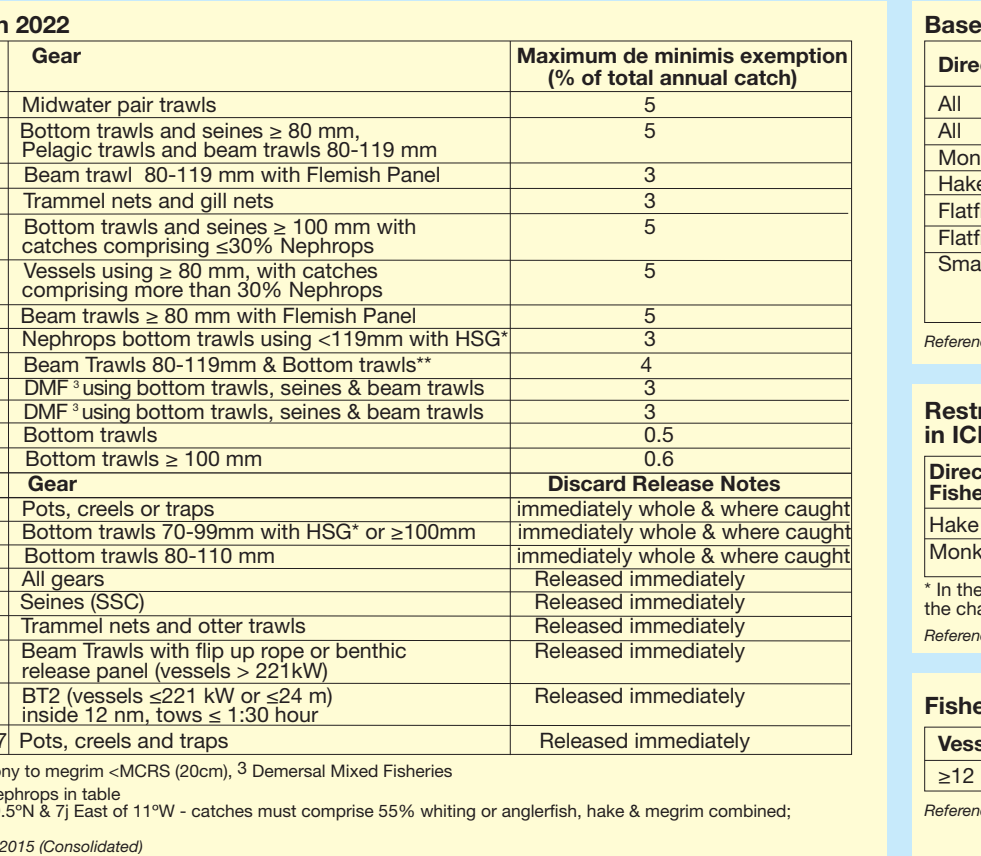 n 2022
Gear Maximum de minimis exemption
(% of total annual catch)
Midwater pair trawls 5
Bottom trawls and seines ≥ 80 mm, 5
Pelagic trawls and beam trawls 80-119 mm
Beam trawl 80-119 mm with Flemish Panel 3
Trammel nets and gill nets 3
Bottom trawls and seines ≥ 100 mm with 5
catches comprising ≤30% Nephrops
Vessels using ≥ 80 mm, with catches 5
comprising more than 30% Nephrops
Beam trawls ≥ 80 mm with Flemish Panel 5
Nephrops bottom trawls using <119mm with HSG* 3
Beam Trawls 80-119mm & Bottom trawls** 4
DMF ³ using bottom trawls, seines & beam trawls 3
DMF ³ using bottom trawls, seines & beam trawls 3
Bottom trawls 0.5
Bottom trawls ≥ 100 mm 0.6
Gear Discard Release Notes
Pots, creels or traps immediately whole & where caught
Bottom trawls 70-99mm with HSG* or ≥100mm immediately whole & where caught
Bottom trawls 80-110 mm immediately whole & where caught
All gears Released immediately
Seines (SSC) Released immediately
Trammel nets and otter trawls Released immediately
Beam Trawls with flip up rope or benthic Released immediately
release panel (vessels > 221kW)
BT2 (vessels ≤221 kW or ≤24 m) Released immediately
inside 12 nm, tows ≤ 1:30 hour
7 Pots, creels and traps Released immediately
ony to megrim <MCRS (20cm), 3 Demersal Mixed Fisheries
ephrops in table
.5ºN & 7j East of 11ºW - catches must comprise 55% whiting or anglerfish, hake & megrim combined;
2015 (Consolidated)
Base
Dire
All
All
Mon
Hake
Flatf
Flatf
Sma
Referen
Restr
in IC
Direc
Fishe
Hake
Monk
* In the
the cha
Referen
Fishe
Vess
≥12
Referen